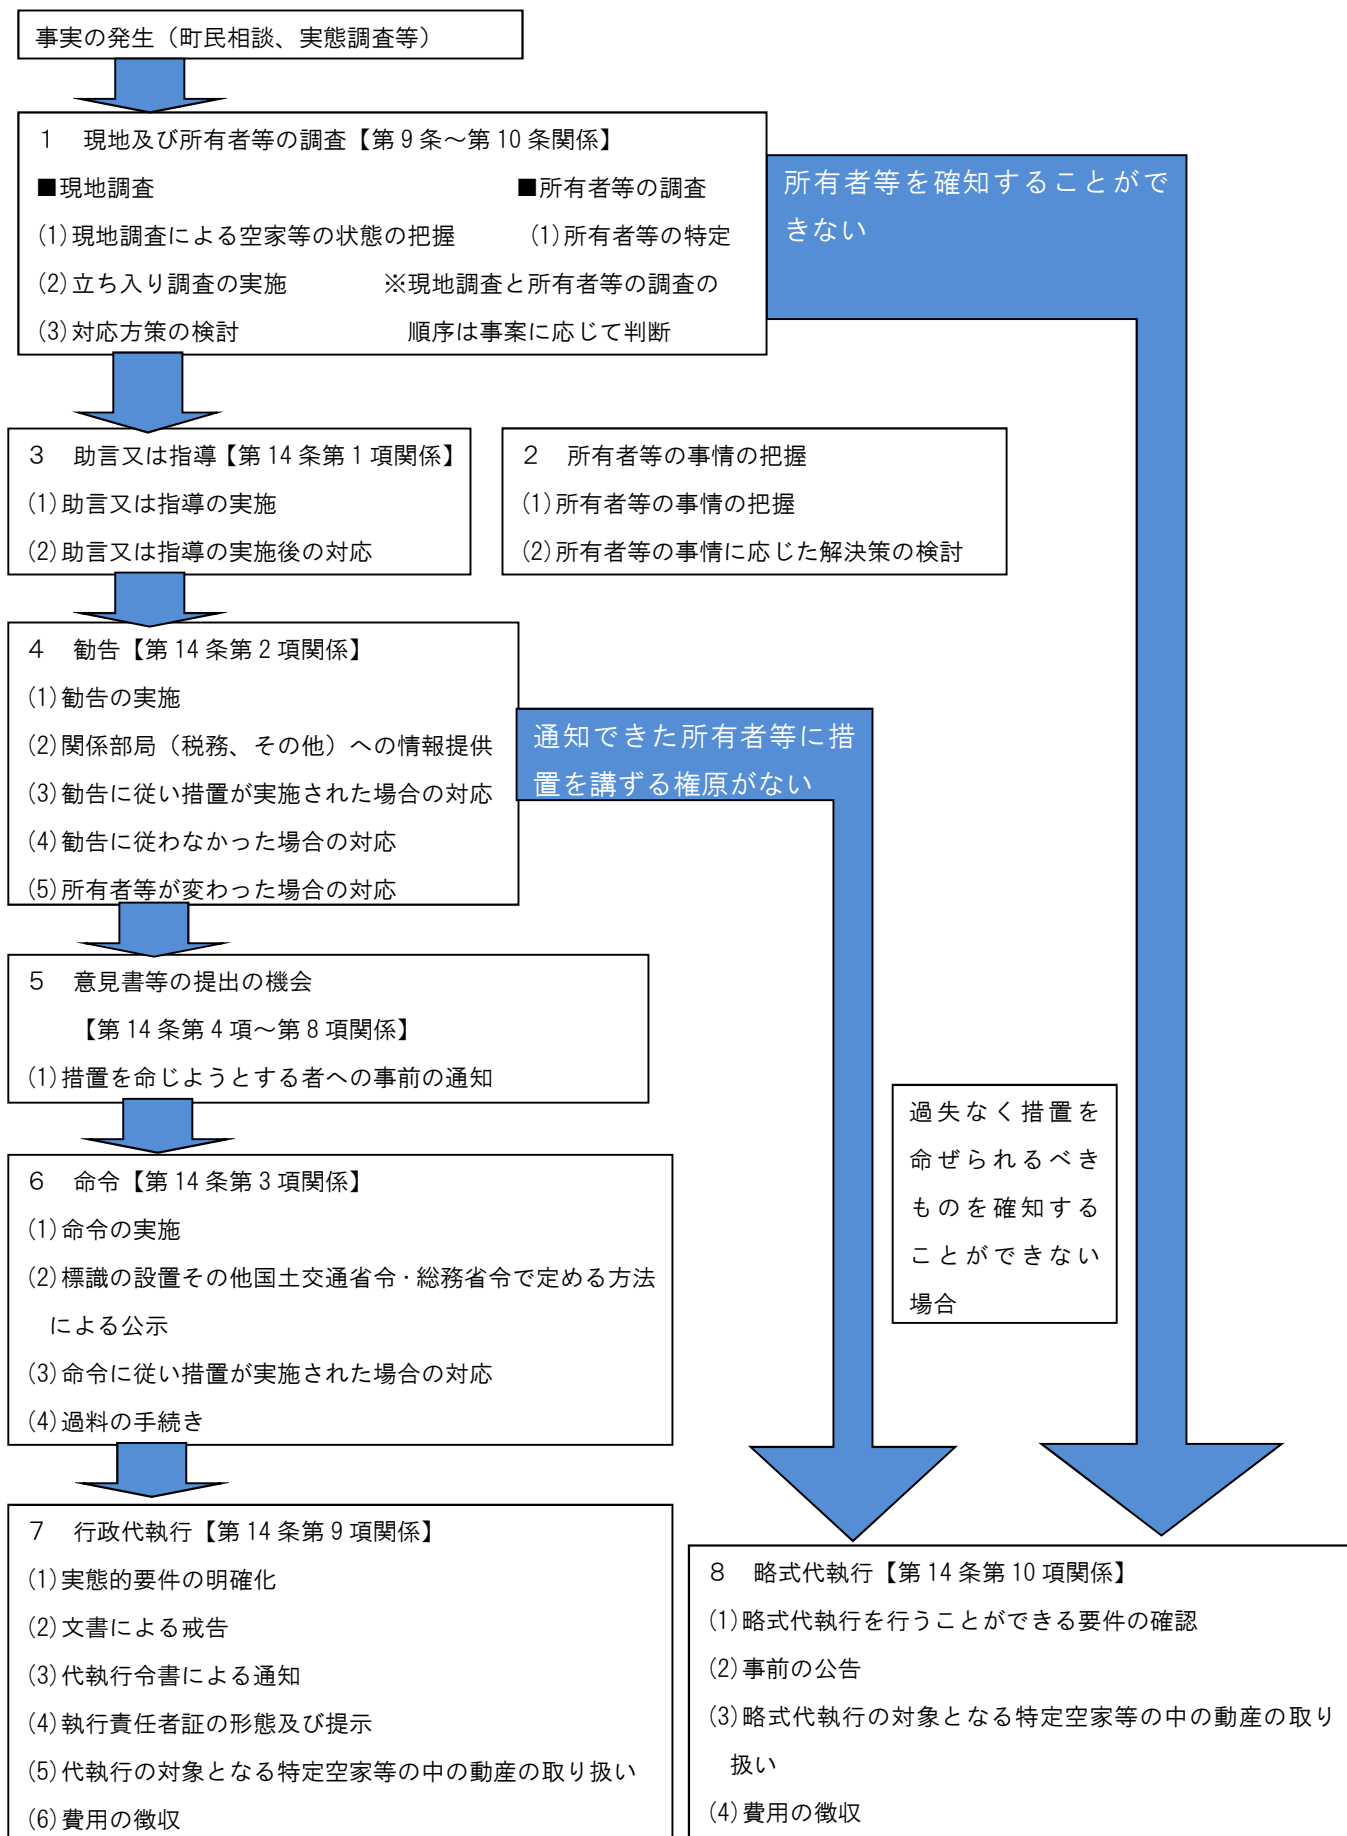 事実の発生（町民相談、実態調査等）
１　現地及び所有者等の調査【第9条～第10条関係】
■現地調査　■所有者等の調査
(1)現地調査による空家等の状態の把握　(1)所有者等の特定
(2)立ち入り調査の実施　※現地調査と所有者等の調査の
(3)対応方策の検討　順序は事案に応じて判断
所有者等を確知することがで
きない
３　助言又は指導【第14条第1項関係】
(1)助言又は指導の実施
(2)助言又は指導の実施後の対応
２　所有者等の事情の把握
(1)所有者等の事情の把握
(2)所有者等の事情に応じた解決策の検討
４　勧告【第14条第2項関係】
(1)勧告の実施
(2)関係部局（税務、その他）への情報提供
(3)勧告に従い措置が実施された場合の対応
(4)勧告に従わなかった場合の対応
(5)所有者等が変わった場合の対応
通知できた所有者等に措
置を講ずる権原がない
５　意見書等の提出の機会
【第14条第4項～第8項関係】
(1)措置を命じようとする者への事前の通知
過失なく措置を
命ぜられるべき
ものを確知する
ことができない
場合
６　命令【第14条第3項関係】
(1)命令の実施
(2)標識の設置その他国土交通省令・総務省令で定める方法
による公示
(3)命令に従い措置が実施された場合の対応
(4)過料の手続き
７　行政代執行【第14条第9項関係】
(1)実態的要件の明確化
(2)文書による戒告
(3)代執行令書による通知
(4)執行責任者証の形態及び提示
(5)代執行の対象となる特定空家等の中の動産の取り扱い
(6)費用の徴収
８　略式代執行【第14条第10項関係】
(1)略式代執行を行うことができる要件の確認
(2)事前の公告
(3)略式代執行の対象となる特定空家等の中の動産の取り
扱い
(4)費用の徴収